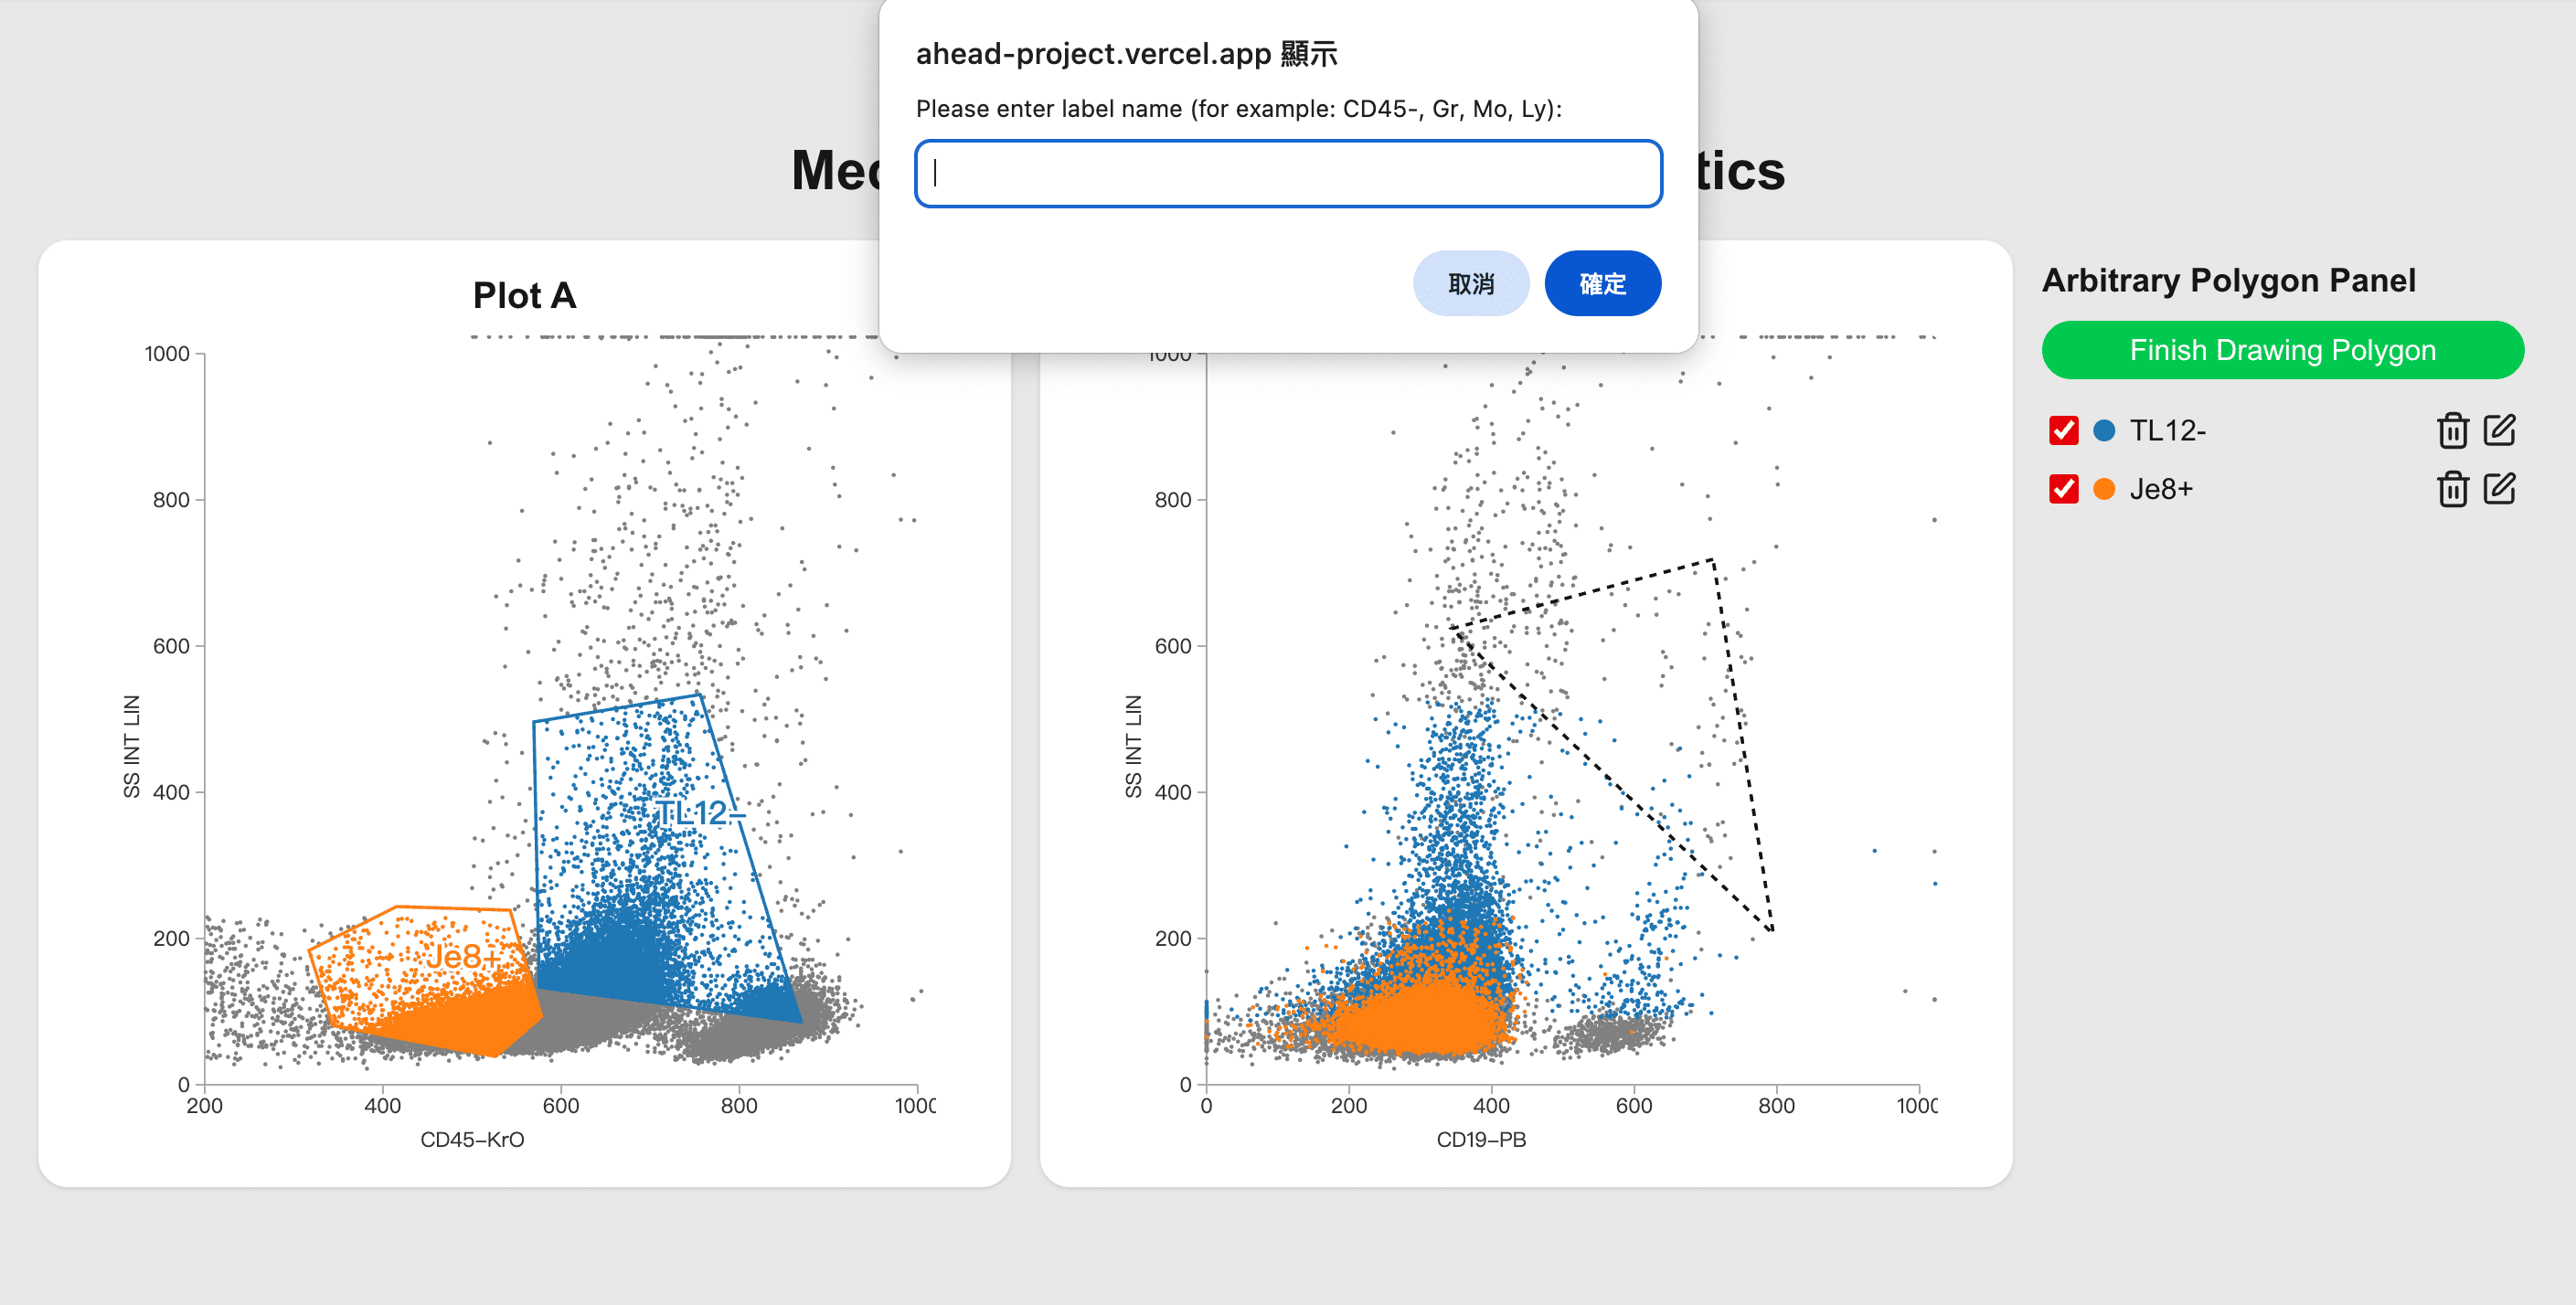 ahead-project.vercel.app 顯示
Please enter label name (for example: CD45-, Gr, Mo, Ly):
取消
確定
Plot A
1000
800
600
400
200
0
SS INT LIN
200
400
600
800
CD45-KrO
1000
800
600
400
200
0
SS INT LIN
0
200
400
600
800
CD19-PB
TL12-
Je8+
Arbitrary Polygon Panel
Finish Drawing Polygon
TL12-
Je8+